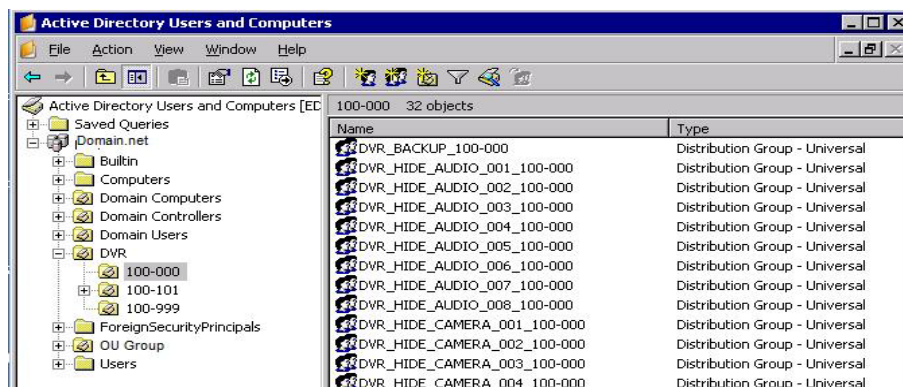 Active Directory Users and Computers
File Action View Window Help
Active Directory Users and Computers [ED
Saved Queries
Domain.net
Builtin
Computers
Domain Computers
Domain Controllers
Domain Users
DVR
100-000
100-101
100-999
ForeignSecurityPrincipals
OU Group
Users
100-000 32 objects
Name Type
DVR_BACKUP_100-000 Distribution Group - Universal
DVR_HIDE_AUDIO_001_100-000 Distribution Group - Universal
DVR_HIDE_AUDIO_002_100-000 Distribution Group - Universal
DVR_HIDE_AUDIO_003_100-000 Distribution Group - Universal
DVR_HIDE_AUDIO_004_100-000 Distribution Group - Universal
DVR_HIDE_AUDIO_005_100-000 Distribution Group - Universal
DVR_HIDE_AUDIO_006_100-000 Distribution Group - Universal
DVR_HIDE_AUDIO_007_100-000 Distribution Group - Universal
DVR_HIDE_AUDIO_008_100-000 Distribution Group - Universal
DVR_HIDE_CAMERA_001_100-000 Distribution Group - Universal
DVR_HIDE_CAMERA_002_100-000 Distribution Group - Universal
DVR_HIDE_CAMERA_003_100-000 Distribution Group - Universal
DVR_HIDE_CAMERA_004_100-000 Distribution Group - Universal